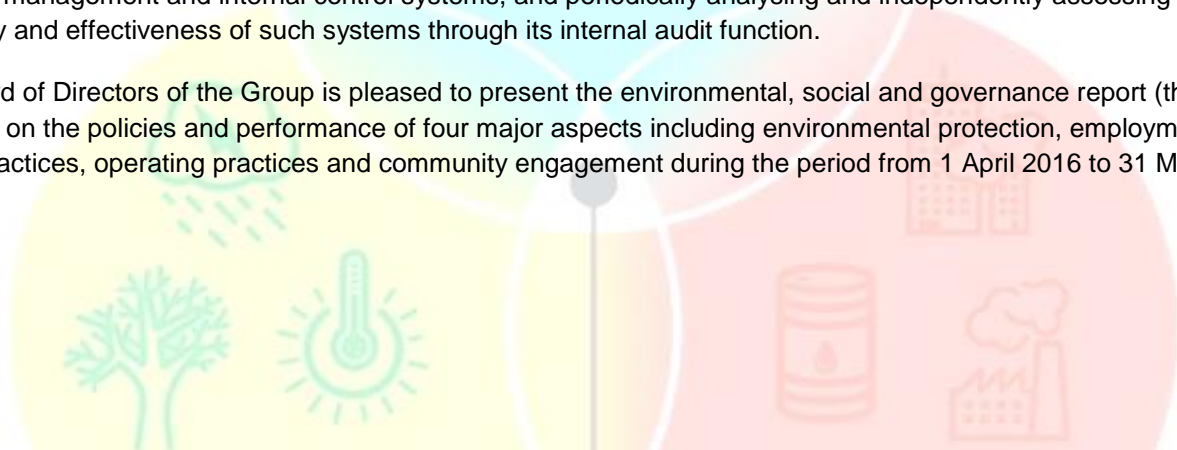 management and internal control systems, and periodically analysing and independently assessing
y and effectiveness of such systems through its internal audit function.
d of Directors of the Group is pleased to present the environmental, social and governance report (th
on the policies and performance of four major aspects including environmental protection, employm
actices, operating practices and community engagement during the period from 1 April 2016 to 31 M